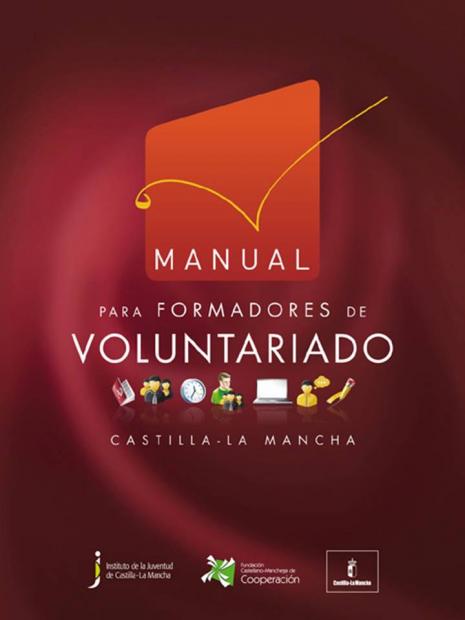 MANUAL
PARA FORMADORES DE
VOLUNTARIADO
CASTILLA-LA MANCHA
Instituto de la Juventud
de Castilla-La Mancha
Fundación
Castellano-Manchega de
Cooperación
Castilla-La Mancha